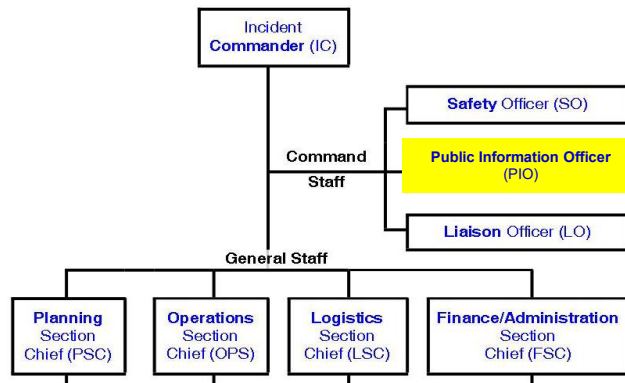 Incident
Commander (IC)
Safety Officer (SO)
Command
Staff
Public Information Officer
(PIO)
Liaison Officer (LO)
General Staff
Planning
Section
Chief (PSC)
Operations
Section
Chief (OPS)
Logistics
Section
Chief (LSC)
Finance/Administration
Section
Chief (FSC)